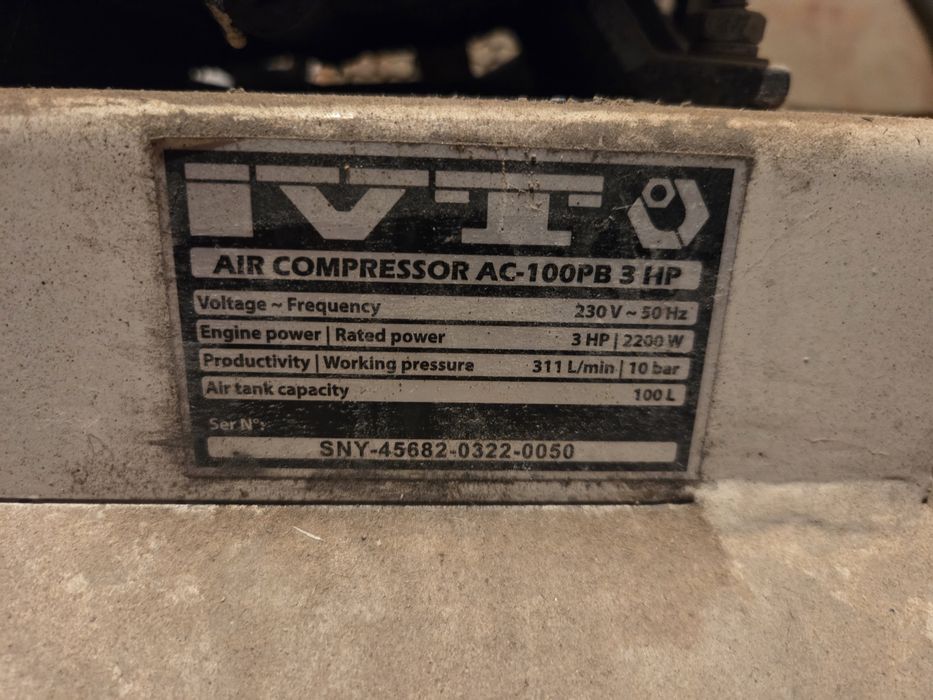 iVT
AIR COMPRESSOR AC-100PB 3 HP
Voltage ~ Frequency 230 V ~ 50 Hz
Engine power | Rated power 3 HP | 2200 W
Productivity | Working pressure 311 L/min | 10 bar
Air tank capacity 100 L
Ser N°:
SNY-45682-0322-0050